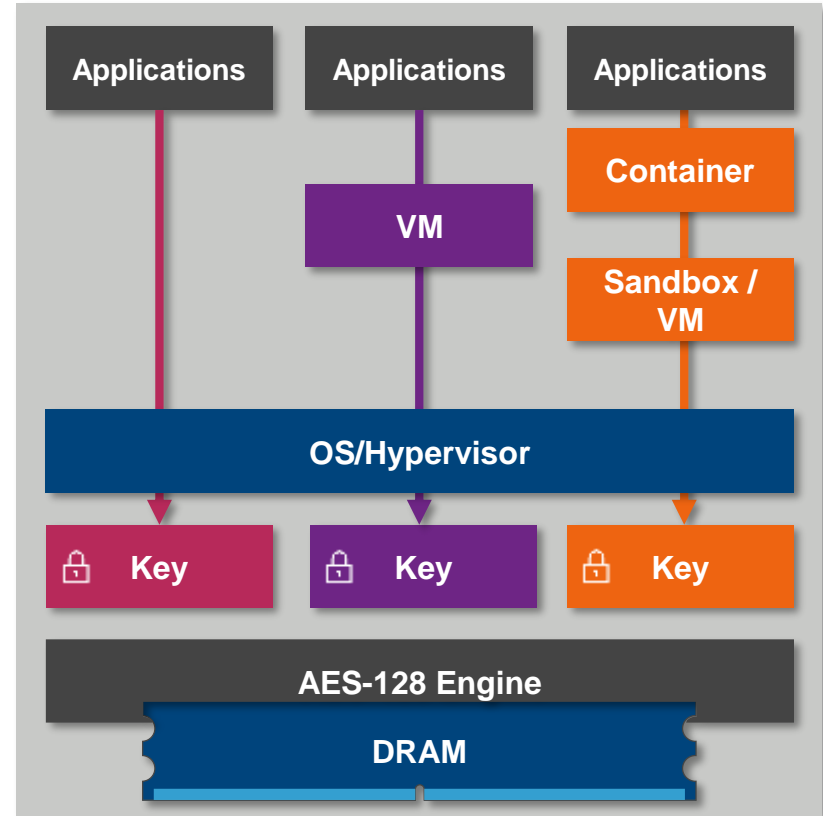 Applications
Applications
Applications
Container
VM
Sandbox /
VM
OS/Hypervisor
Key
Key
Key
AES-128 Engine
DRAM